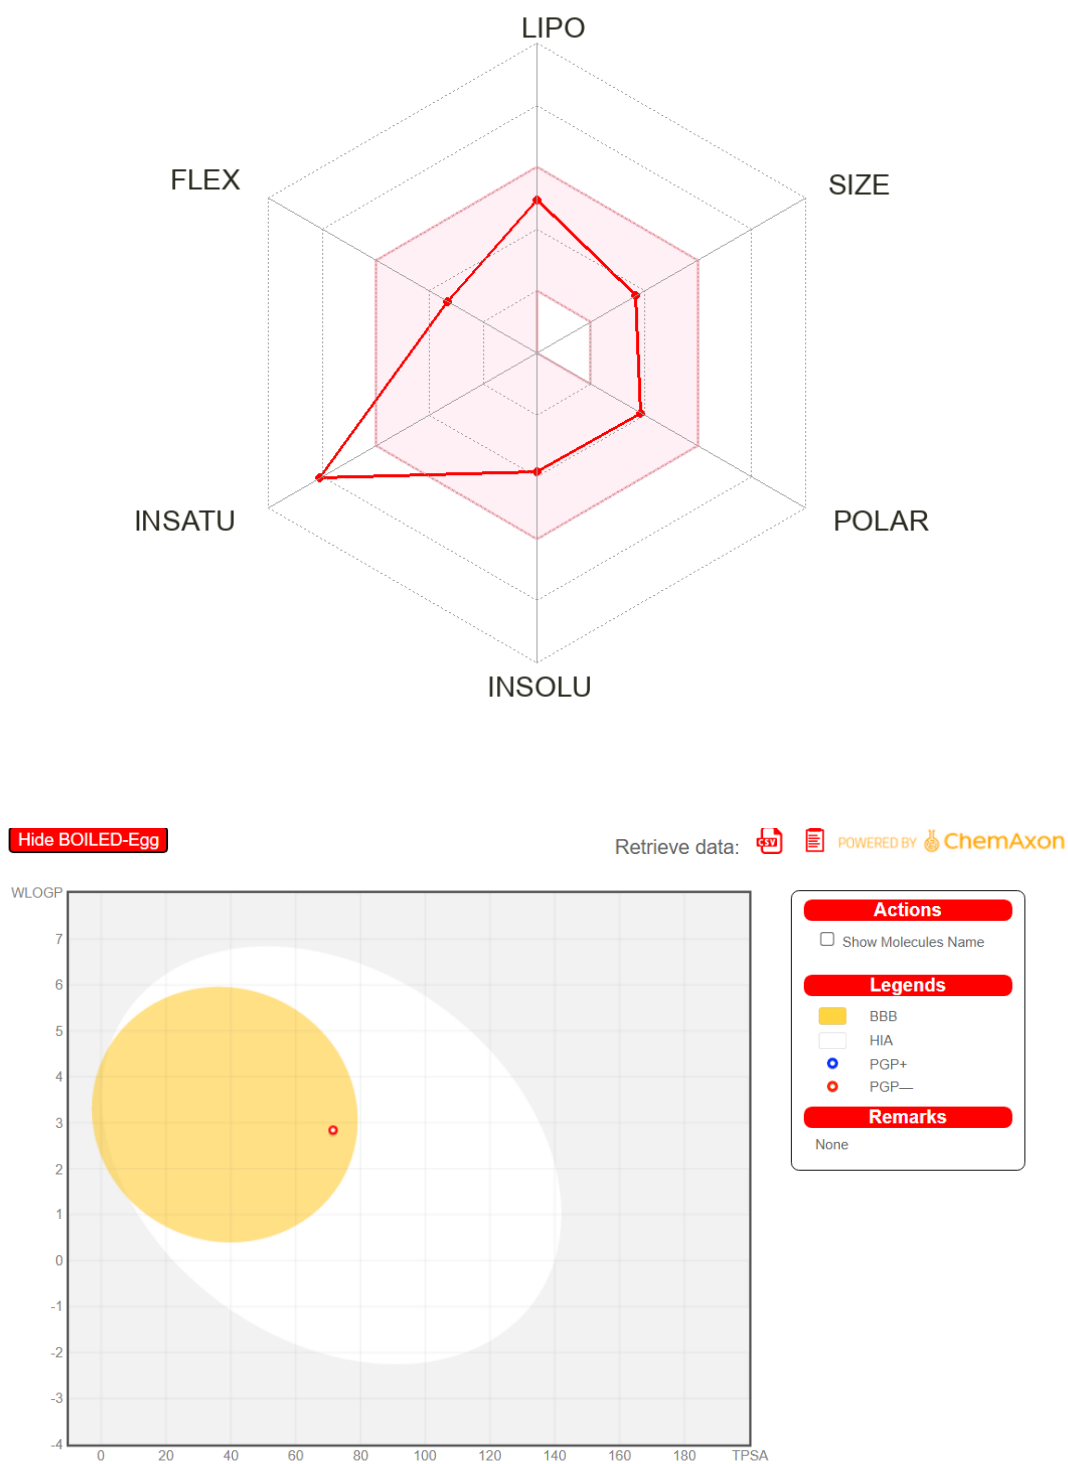 LIPO
FLEX
SIZE
INSATU
POLAR
INSOLU
Hide BOILED-Egg
Retrieve data: CSV POWERED BY ChemAxon
WLOGP
7
6
5
4
3
2
1
0
-1
-2
-3
-4
0 20 40 60 80 100 120 140 160 180 TPSA
Actions
Show Molecules Name
Legends
BBB
HIA
PGP+
PGP—
Remarks
None